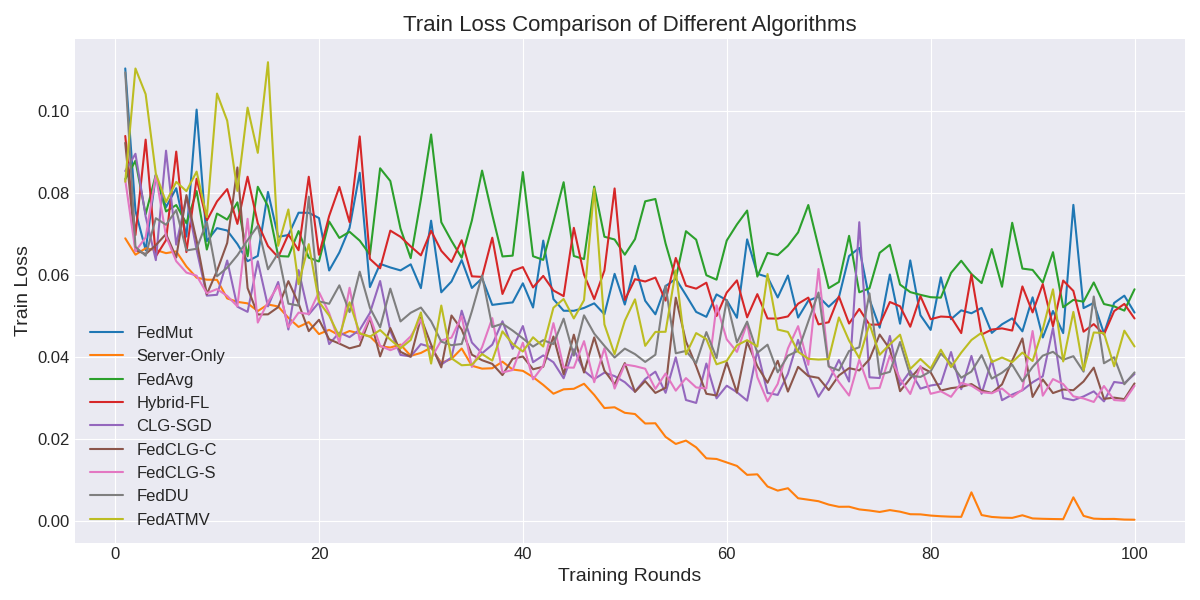 Train Loss Comparison of Different Algorithms
Train Loss
0.10
0.08
0.06
0.04
0.02
0.00
FedMut
Server-Only
FedAvg
Hybrid-FL
CLG-SGD
FedCLG-C
FedCLG-S
FedDU
FedATMV
0 20 40 60 80 100
Training Rounds